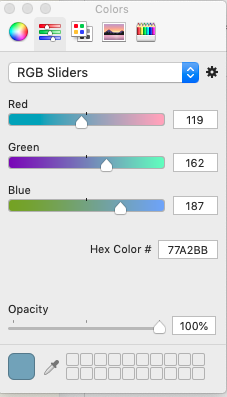 Colors
RGB Sliders
Red
119
Green
162
Blue
187
Hex Color # 77A2BB
Opacity
100%